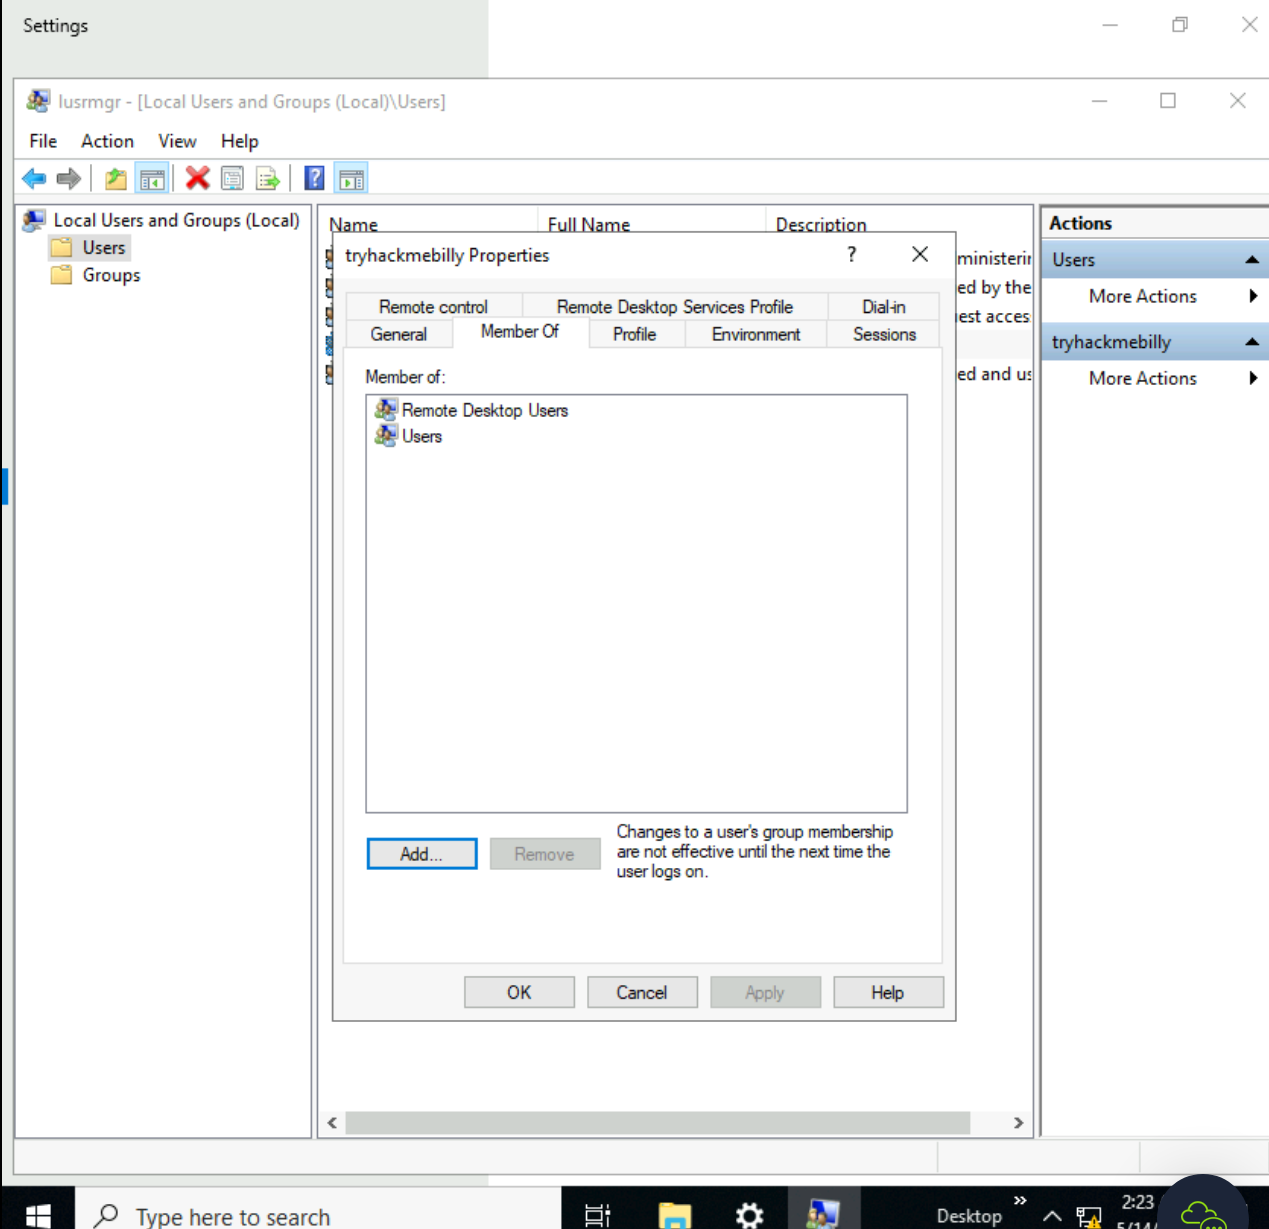 Settings
lusrmgr - [Local Users and Groups (Local)\Users]
File Action View Help
Local Users and Groups (Local)
Users
Groups
Name Full Name Description
ministerin
ed by the
est acces
ed and us
tryhackmebilly Properties
?
Remote control Remote Desktop Services Profile Dial-in
General Member Of Profile Environment Sessions
Member of:
Remote Desktop Users
Users
Add... Remove
Changes to a user's group membership
are not effective until the next time the
user logs on.
OK Cancel Apply Help
Actions
Users
More Actions
tryhackmebilly
More Actions
Type here to search
Desktop
2:23
5/14/